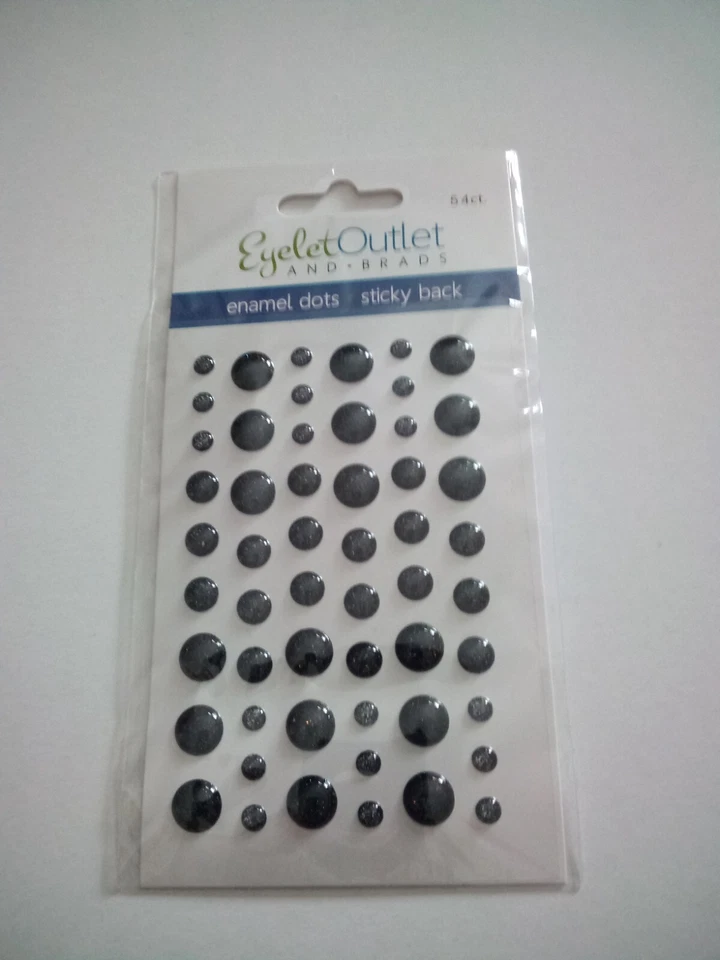 54ct.
EyeletOutlet
AND • BRADS
enamel dots sticky back